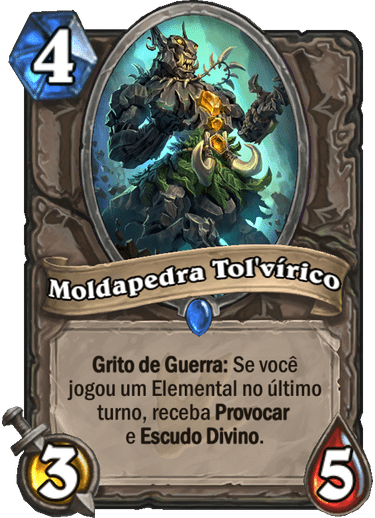 4
Moldapedra Tol'vírico
Grito de Guerra: Se você
jogou um Elemental no último
turno, receba Provocar
e Escudo Divino.
3
5